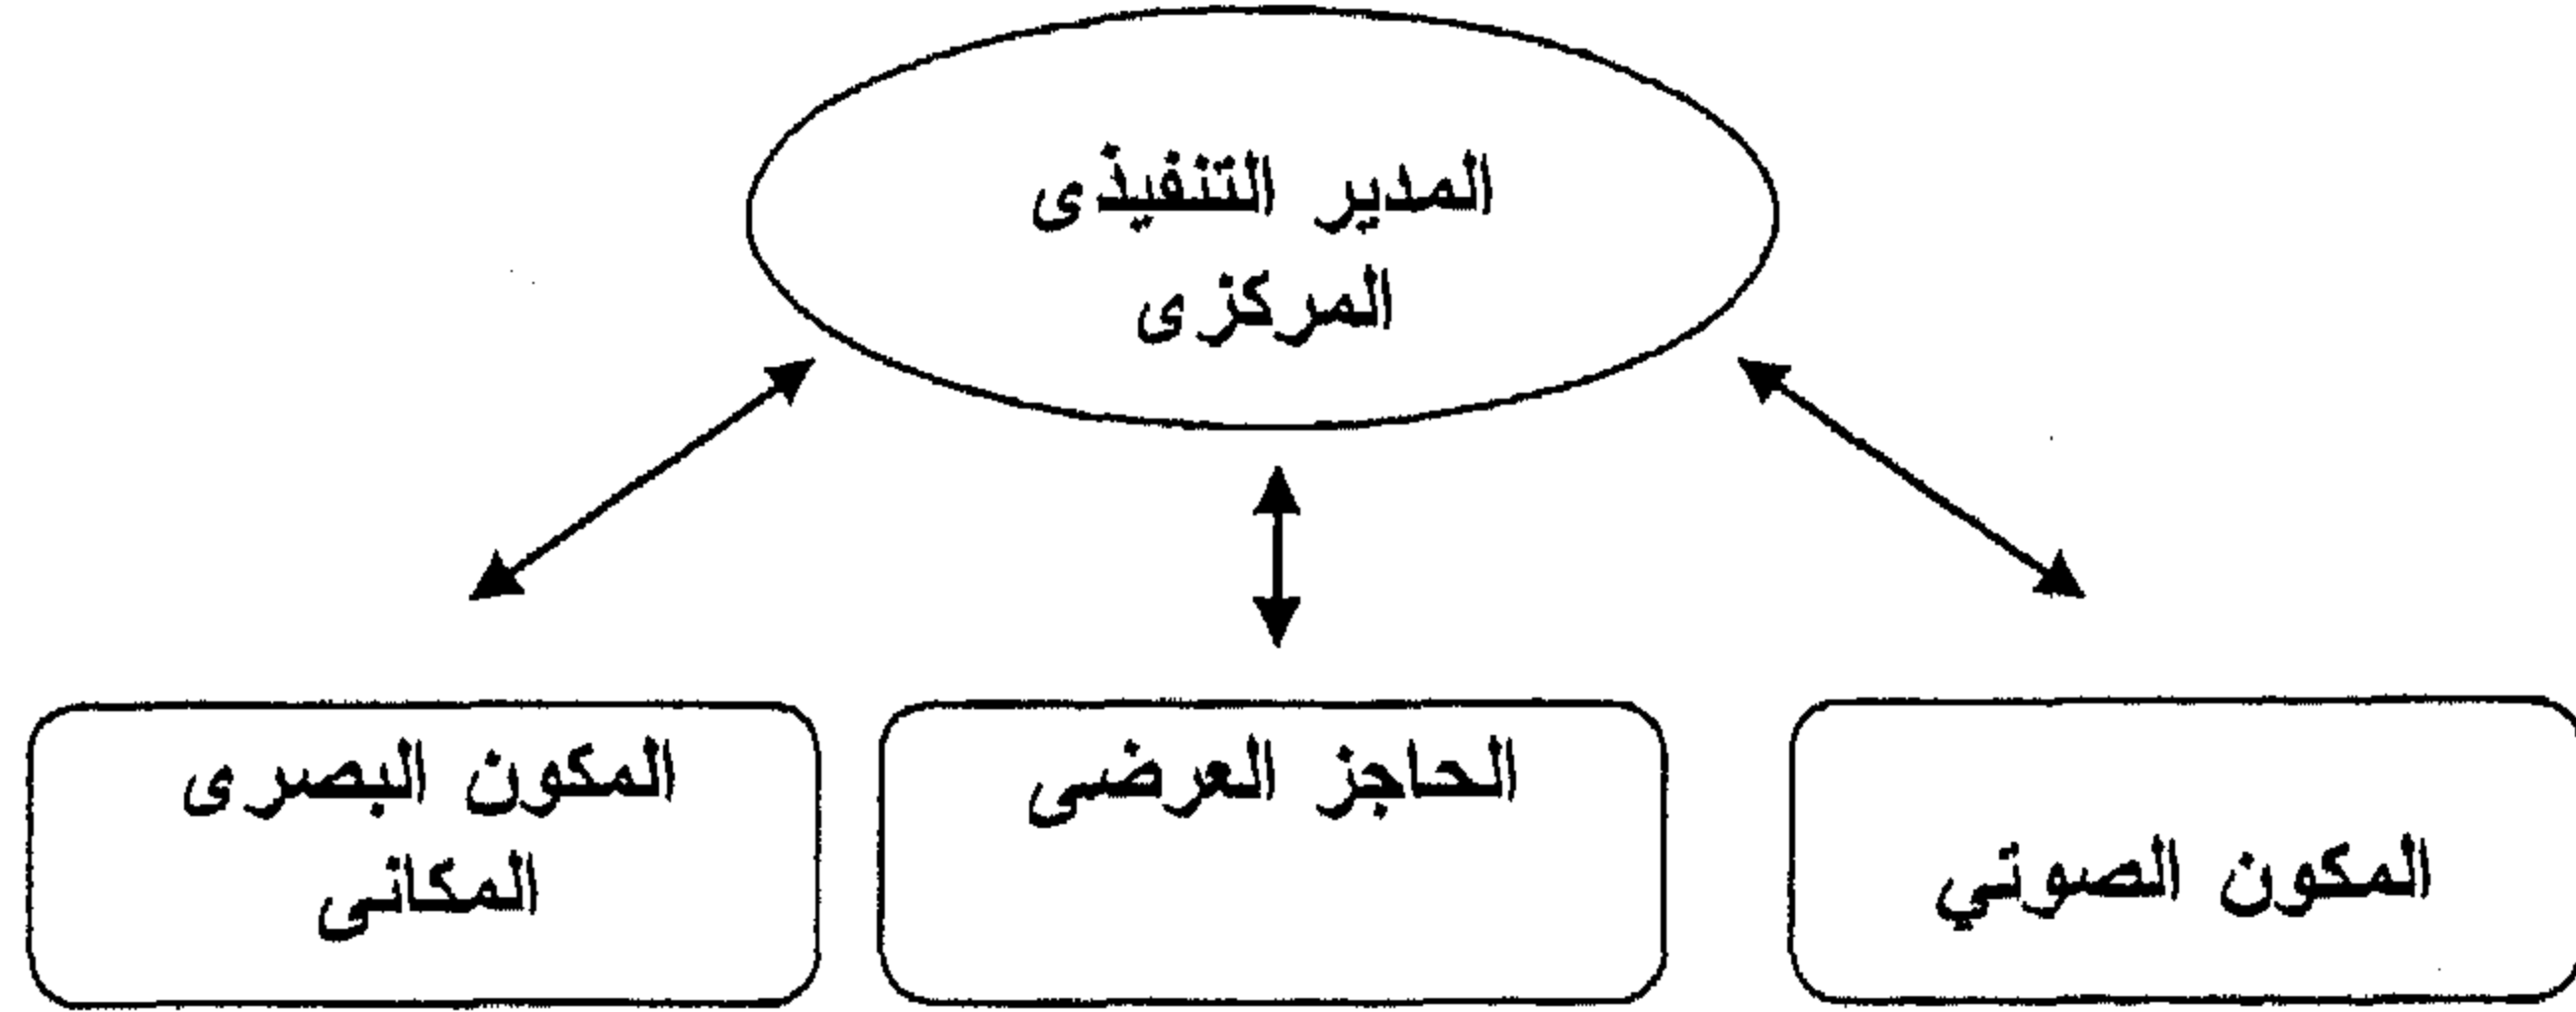 المدير التنفيذى
المركزى
المكون الصوتي
الحاجز العرضى
المكون البصرى
المكانى